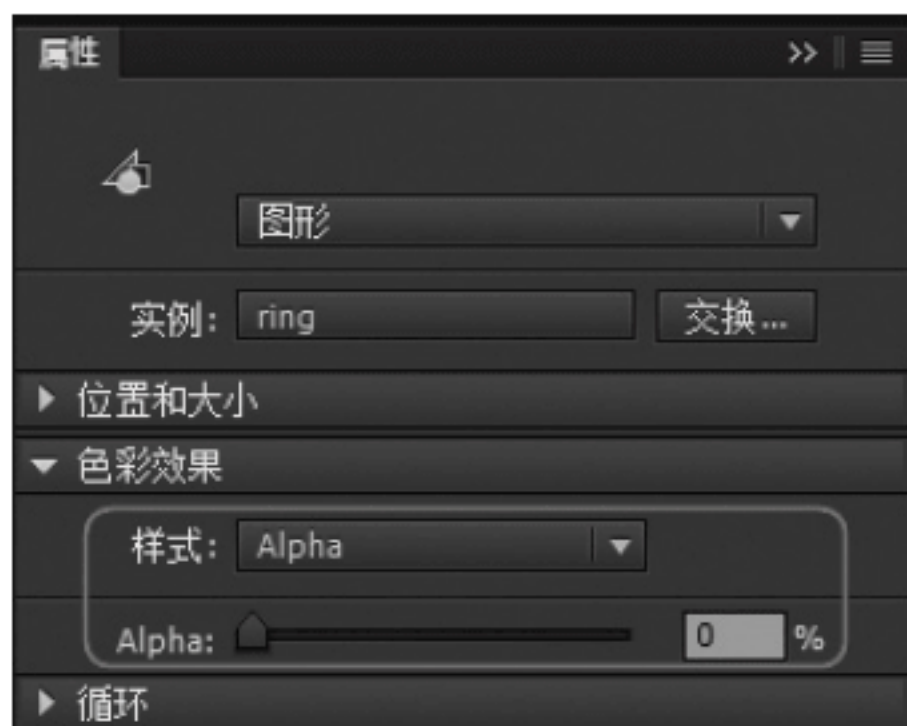 属性
图形
实例: ring 交换...
位置和大小
色彩效果
样式: Alpha
Alpha: 0 %
循环